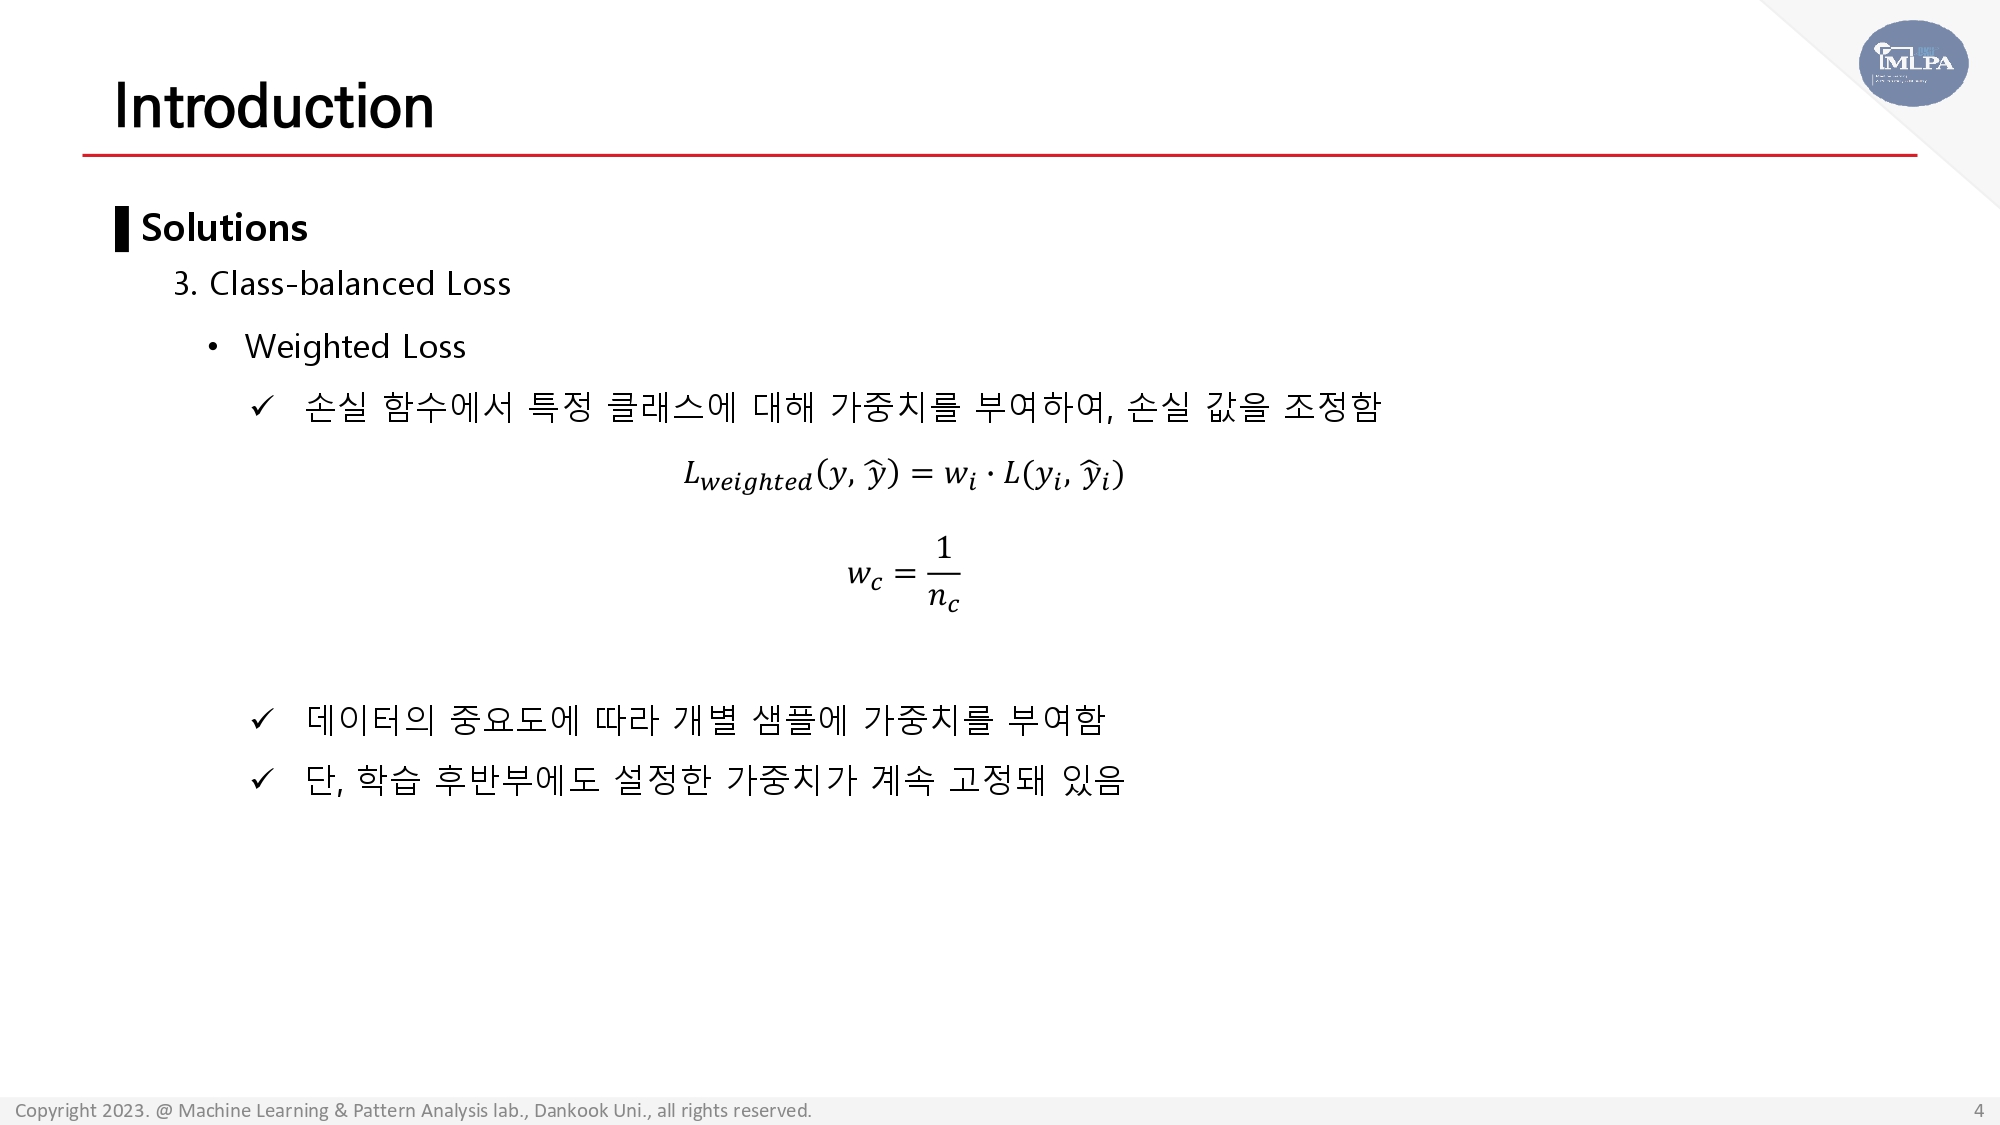 MLPA
Introduction
Solutions
3. Class-balanced Loss
• Weighted Loss
✓ 손실 함수에서 특정 클래스에 대해 가중치를 부여하여, 손실 값을 조정함
L_{weighted}(y, ŷ) = w_i · L(y_i, ŷ_i)
w_c = 1/n_c
✓ 데이터의 중요도에 따라 개별 샘플에 가중치를 부여함
✓ 단, 학습 후반부에도 설정한 가중치가 계속 고정돼 있음
Copyright 2023. @ Machine Learning & Pattern Analysis lab., Dankook Uni., all rights reserved.
4